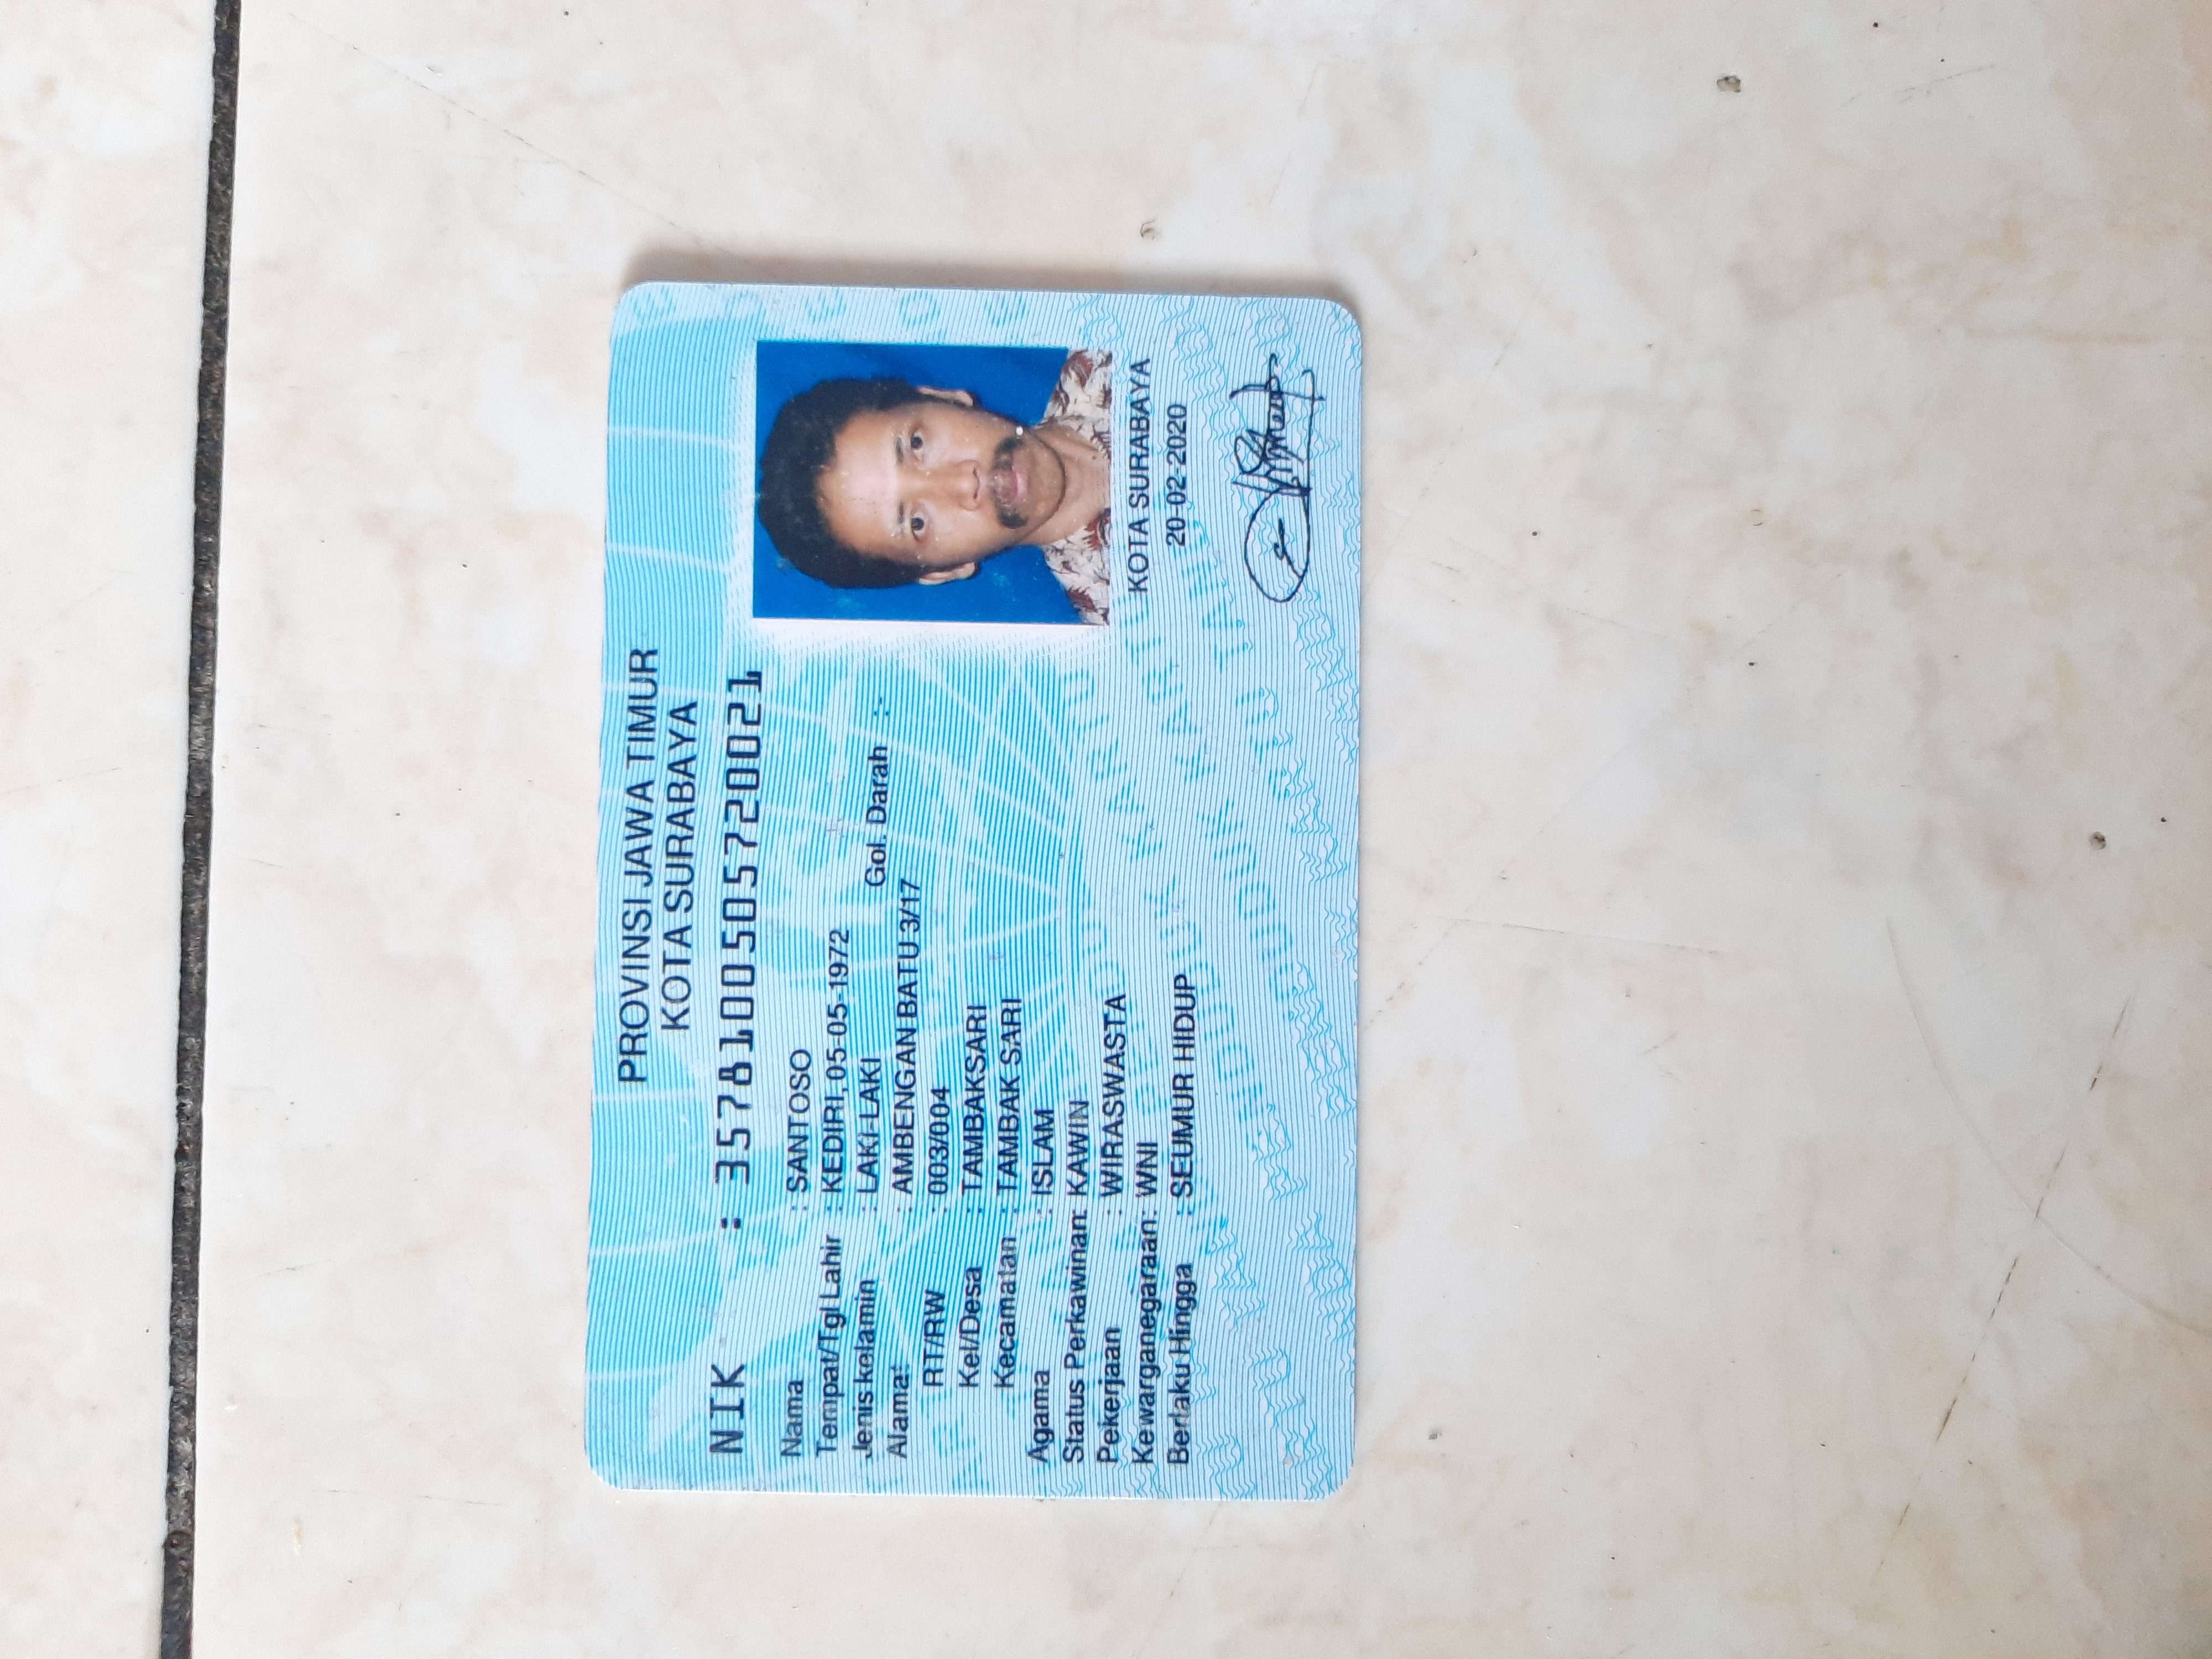 PROVINSI JAWA TIMUR
KOTA SURABAYA
NIK : 3578100505720021
Nama : SANTOSO
Tempat/Tgl Lahir : KEDIRI, 05-05-1972
Jenis kelamin : LAKI-LAKI Gol. Darah :-
Alamat : AMBENGAN BATU 3/17
RT/RW : 003/004
Kel/Desa : TAMBAKSARI
Kecamatan : TAMBAK SARI
Agama : ISLAM
Status Perkawinan: KAWIN
Pekerjaan : WIRASWASTA
Kewarganegaraan: WNI
Berlaku Hingga : SEUMUR HIDUP
KOTA SURABAYA
20-02-2020